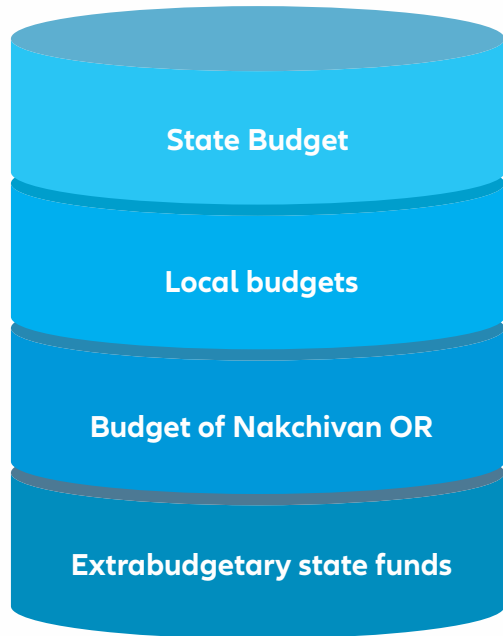 State Budget
Local budgets
Budget of Nakchivan OR
Extrabudgetary state funds